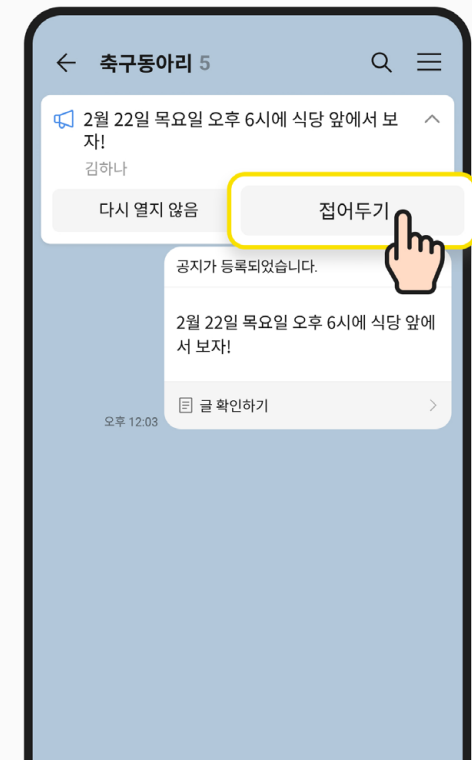 축구동아리 5
2월 22일 목요일 오후 6시에 식당 앞에서 보
자!
김하나
다시 열지 않음
접어두기
공지가 등록되었습니다.
2월 22일 목요일 오후 6시에 식당 앞에
서 보자!
글 확인하기
오후 12:03